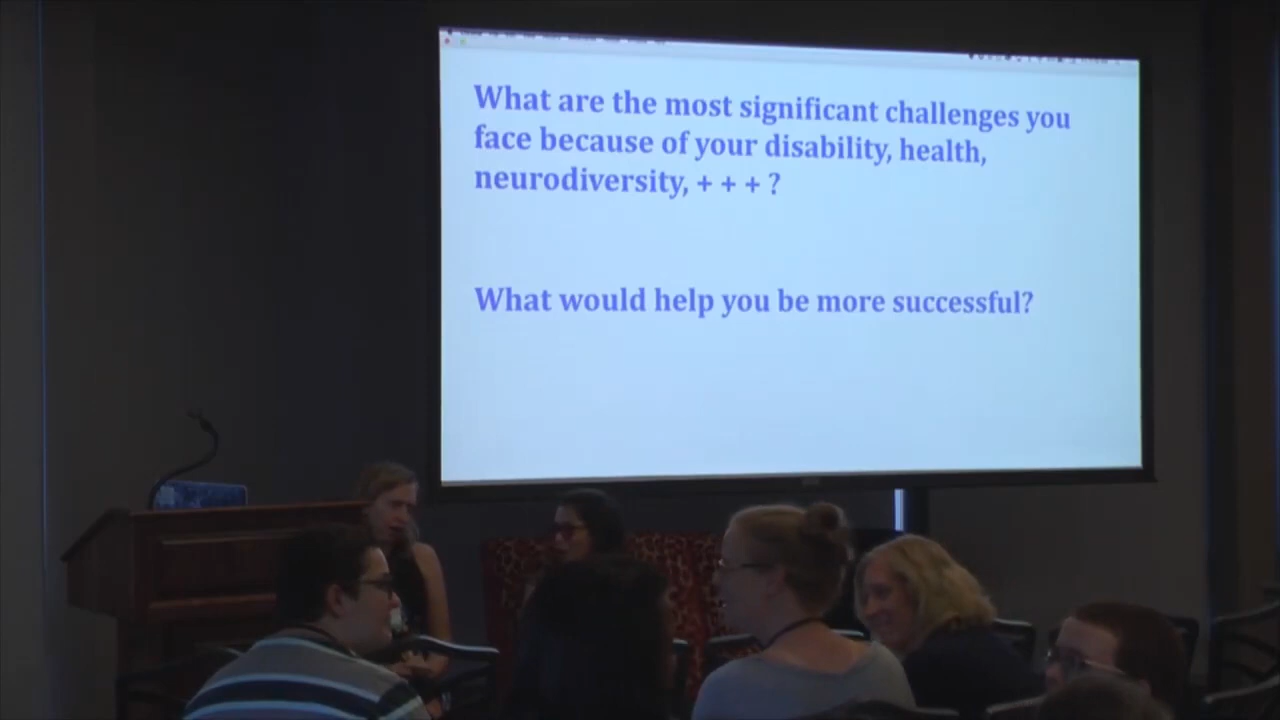 What are the most significant challenges you
face because of your disability, health,
neurodiversity, + + + ?
What would help you be more successful?